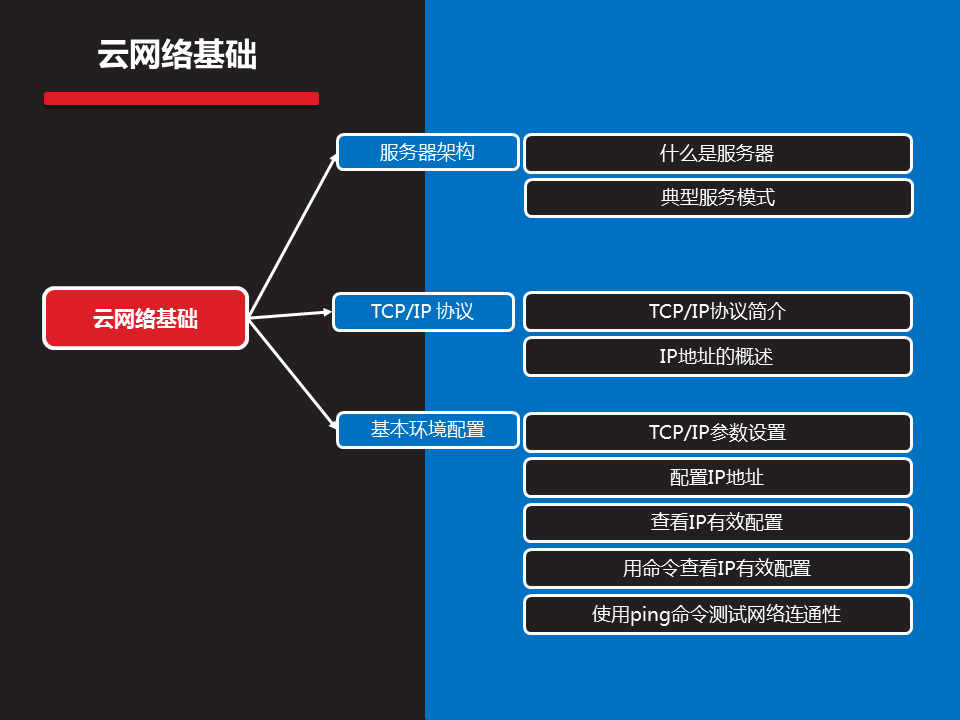 云网络基础
云网络基础
服务器架构
什么是服务器
典型服务模式
TCP/IP 协议
TCP/IP协议简介
IP地址的概述
基本环境配置
TCP/IP参数设置
配置IP地址
查看IP有效配置
用命令查看IP有效配置
使用ping命令测试网络连通性